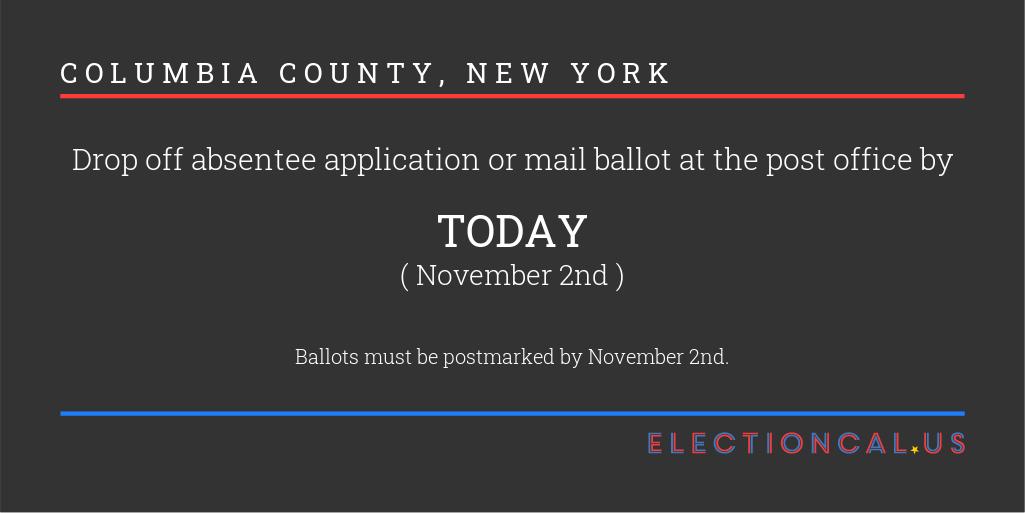 COLUMBIA COUNTY, NEW YORK
Drop off absentee application or mail ballot at the post office by
TODAY
( November 2nd )
Ballots must be postmarked by November 2nd.
ELECTIONCAL.US